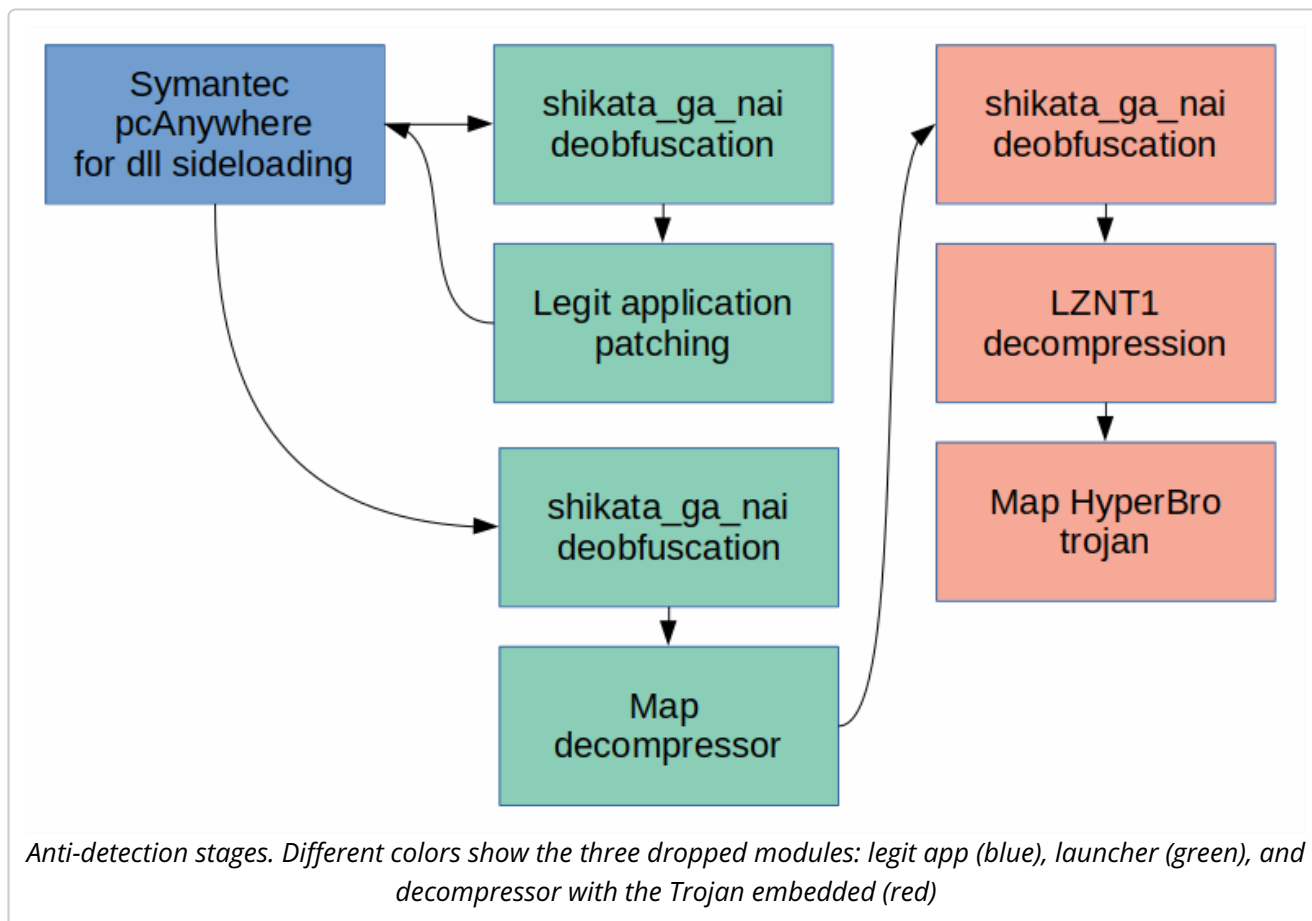 Symantec
pcAnywhere
for dll sideloading
shikata_ga_nai
deobfuscation
Legit application
patching
shikata_ga_nai
deobfuscation
Map
decompressor
shikata_ga_nai
deobfuscation
LZNT1
decompression
Map HyperBro
trojan
Anti-detection stages. Different colors show the three dropped modules: legit app (blue), launcher (green), and
decompressor with the Trojan embedded (red)